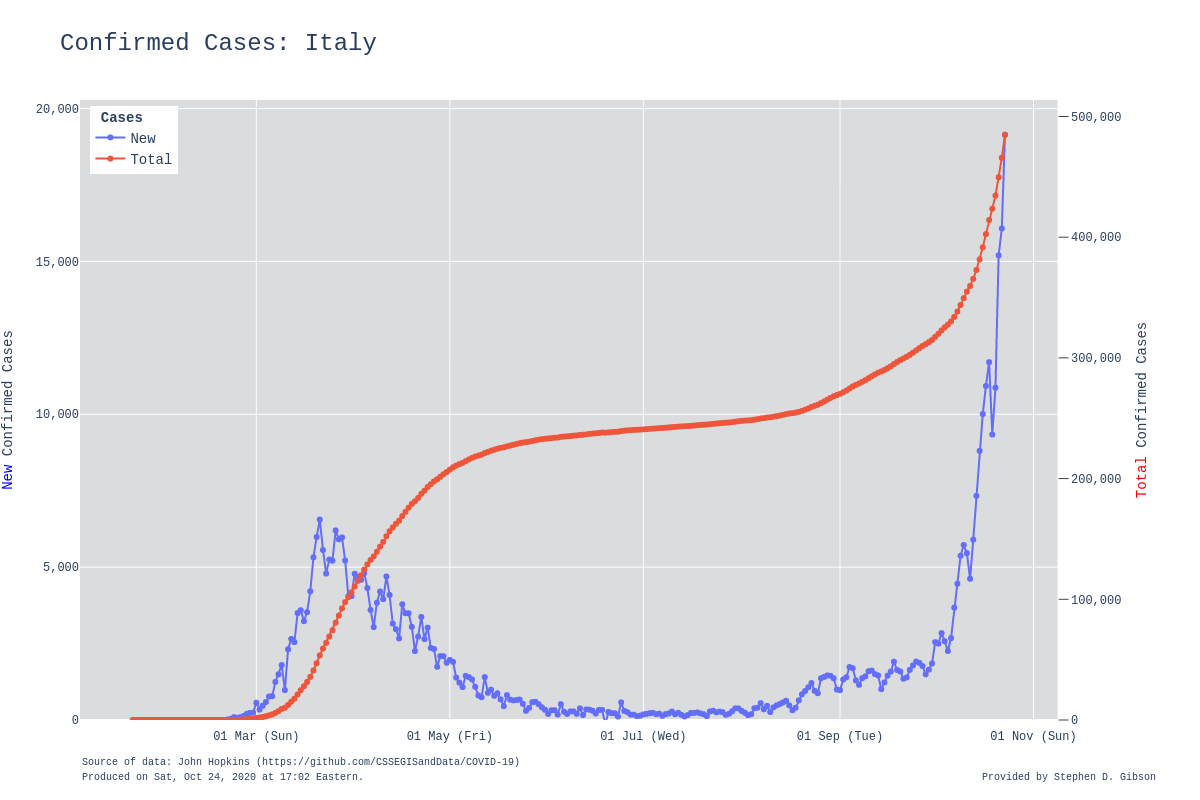 Confirmed Cases: Italy
Cases
New
Total
20,000
15,000
10,000
5,000
0
500,000
400,000
300,000
200,000
100,000
0
New Confirmed Cases
Total Confirmed Cases
01 Mar (Sun)
01 May (Fri)
01 Jul (Wed)
01 Sep (Tue)
01 Nov (Sun)
Source of data: John Hopkins (https://github.com/CSSEGISandData/COVID-19)
Produced on Sat, Oct 24, 2020 at 17:02 Eastern.
Provided by Stephen D. Gibson